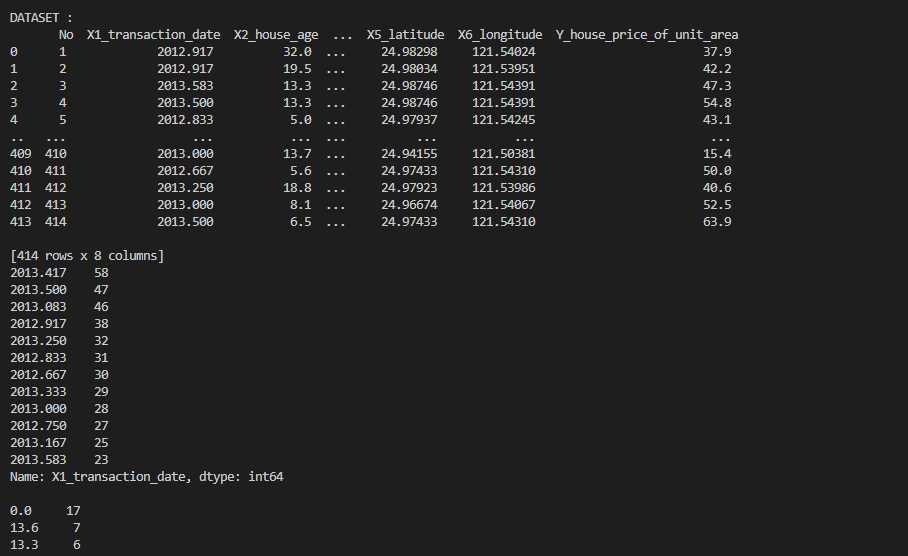 DATASET :
No X1_transaction_date X2_house_age ... X5_latitude X6_longitude Y_house_price_of_unit_area
0 1 2012.917 32.0 ... 24.98298 121.54024 37.9
1 2 2012.917 19.5 ... 24.98034 121.53951 42.2
2 3 2013.583 13.3 ... 24.98746 121.54391 47.3
3 4 2013.500 13.3 ... 24.98746 121.54391 54.8
4 5 2012.833 5.0 ... 24.97937 121.54245 43.1
.. ... ... ... ... ... ... ...
409 410 2013.000 13.7 ... 24.94155 121.50381 15.4
410 411 2012.667 5.6 ... 24.97433 121.54310 50.0
411 412 2013.250 18.8 ... 24.97923 121.53986 40.6
412 413 2013.000 8.1 ... 24.96674 121.54067 52.5
413 414 2013.500 6.5 ... 24.97433 121.54310 63.9
[414 rows x 8 columns]
2013.417 58
2013.500 47
2013.083 46
2012.917 38
2013.250 32
2012.833 31
2012.667 30
2013.333 29
2013.000 28
2012.750 27
2013.167 25
2013.583 23
Name: X1_transaction_date, dtype: int64
0.0 17
13.6 7
13.3 6